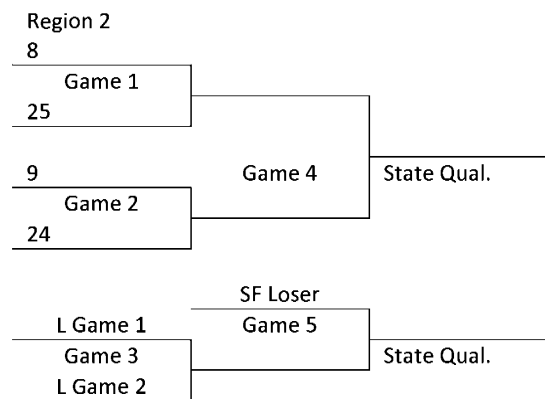 Region 2
8
Game 1
25
9
Game 4
State Qual.
Game 2
24
SF Loser
L Game 1
Game 5
Game 3
State Qual.
L Game 2